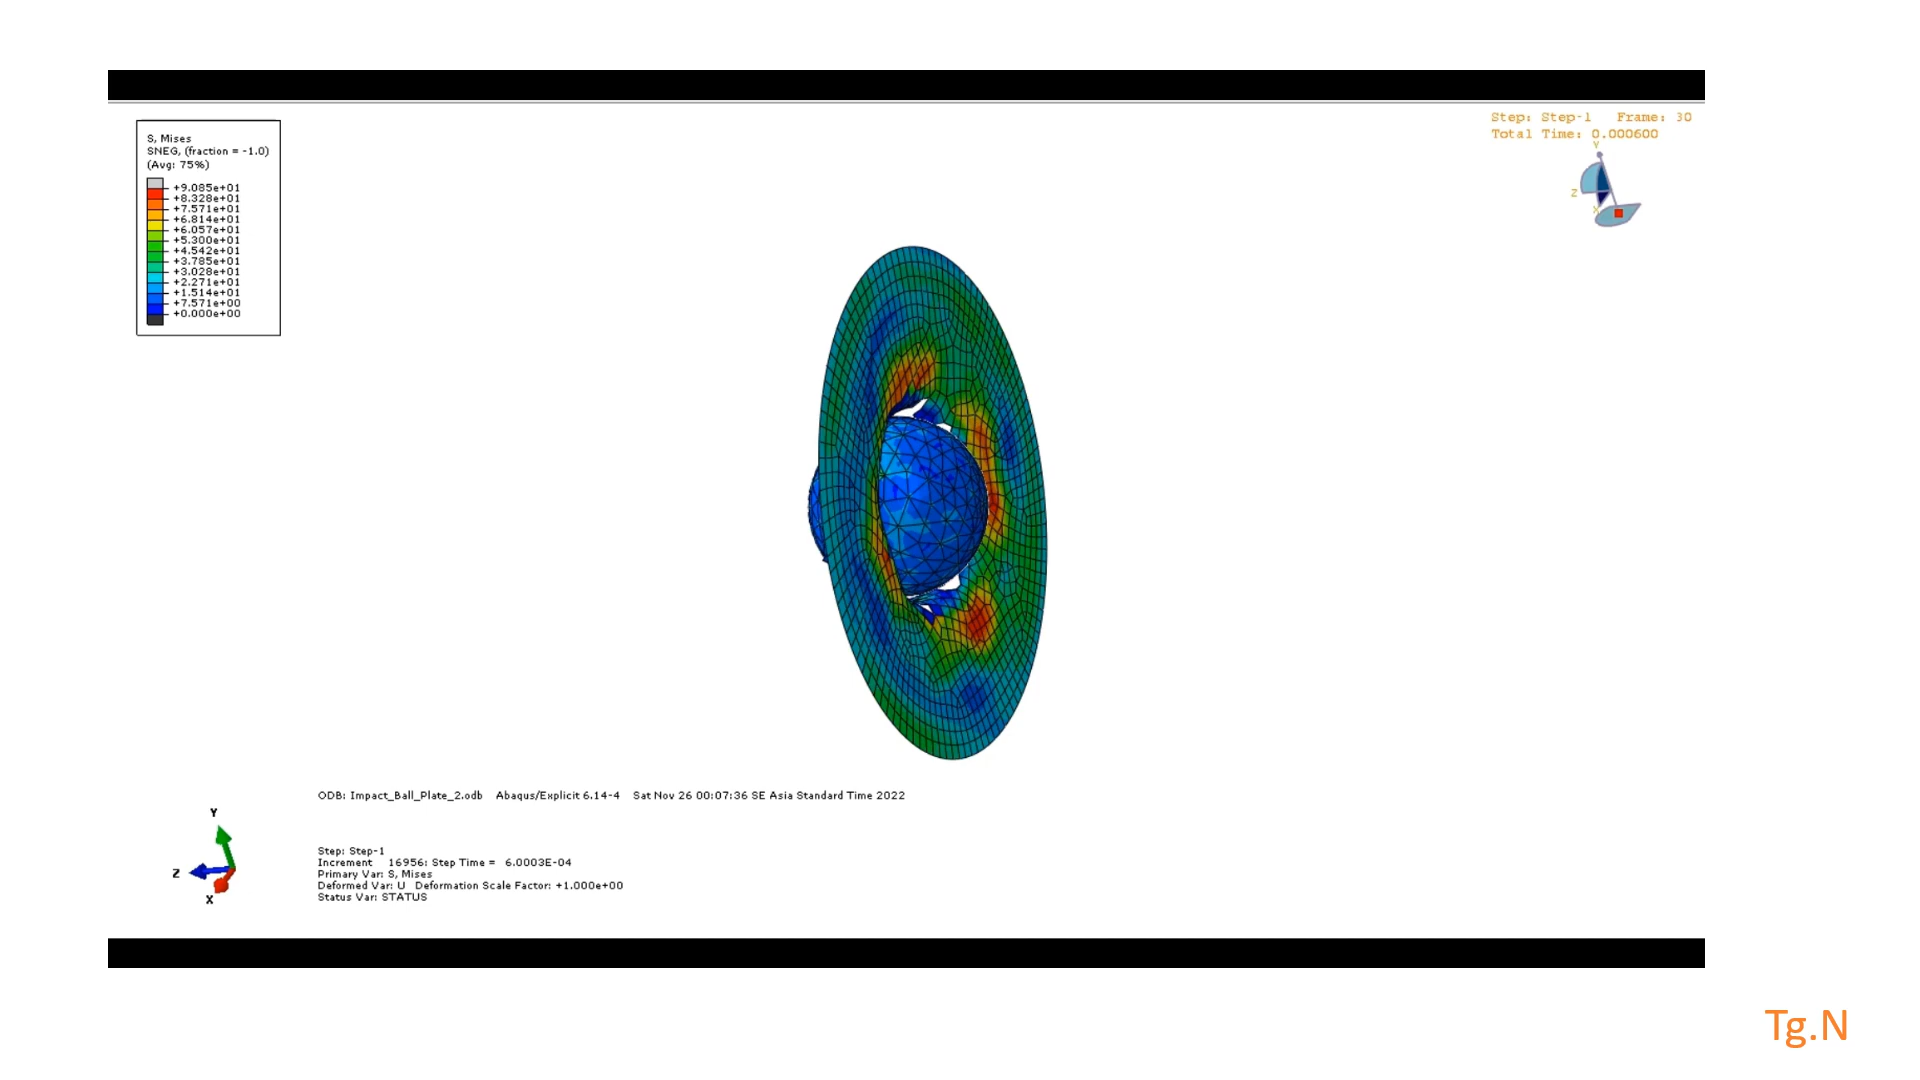 Step: Step-1   Frame: 30
Total Time: 0.000600
S, Mises
SNEG, (fraction = -1.0)
(Avg: 75%)
+9.085e+01
+8.328e+01
+7.571e+01
+6.814e+01
+6.057e+01
+5.300e+01
+4.542e+01
+3.785e+01
+3.028e+01
+2.271e+01
+1.514e+01
+7.571e+00
+0.000e+00
Y
Z
X
ODB: Impact_Ball_Plate_2.odb   Abaqus/Explicit 6.14-4   Sat Nov 26 00:07:36 SE Asia Standard Time 2022
Y
Z
X
Step: Step-1
Increment   16956: Step Time =   6.0003E-04
Primary Var: S, Mises
Deformed Var: U   Deformation Scale Factor: +1.000e+00
Status Var: STATUS
Tg.N